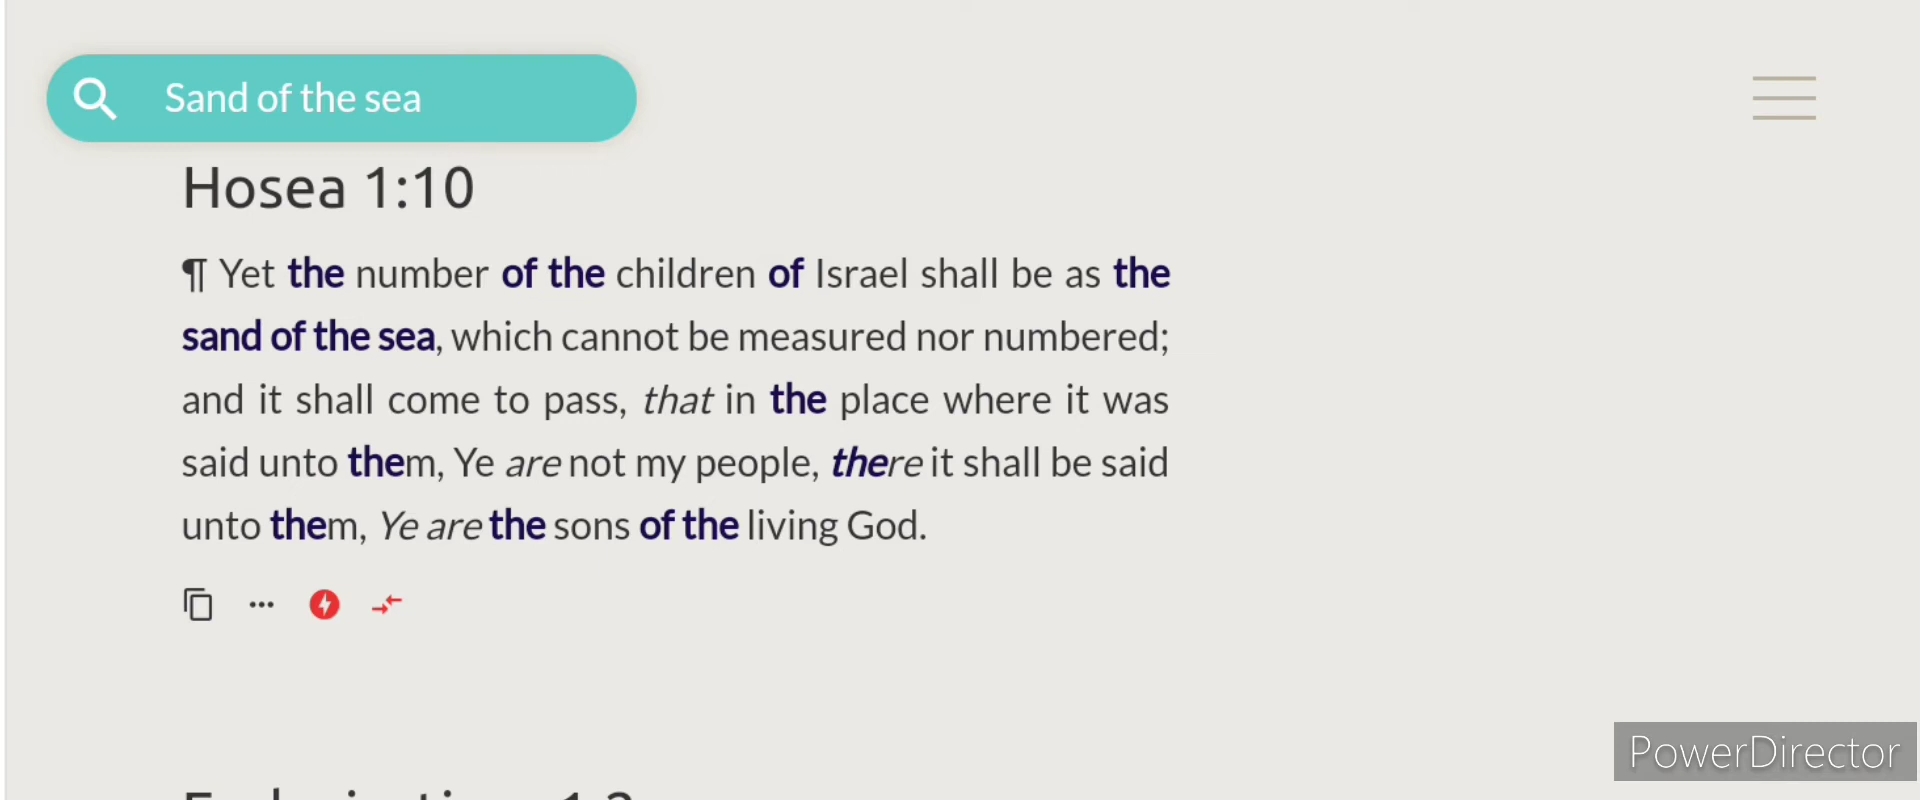 Sand of the sea
Hosea 1:10
¶ Yet the number of the children of Israel shall be as the
sand of the sea, which cannot be measured nor numbered;
and it shall come to pass, that in the place where it was
said unto them, Ye are not my people, there it shall be said
unto them, Ye are the sons of the living God.
PowerDirector